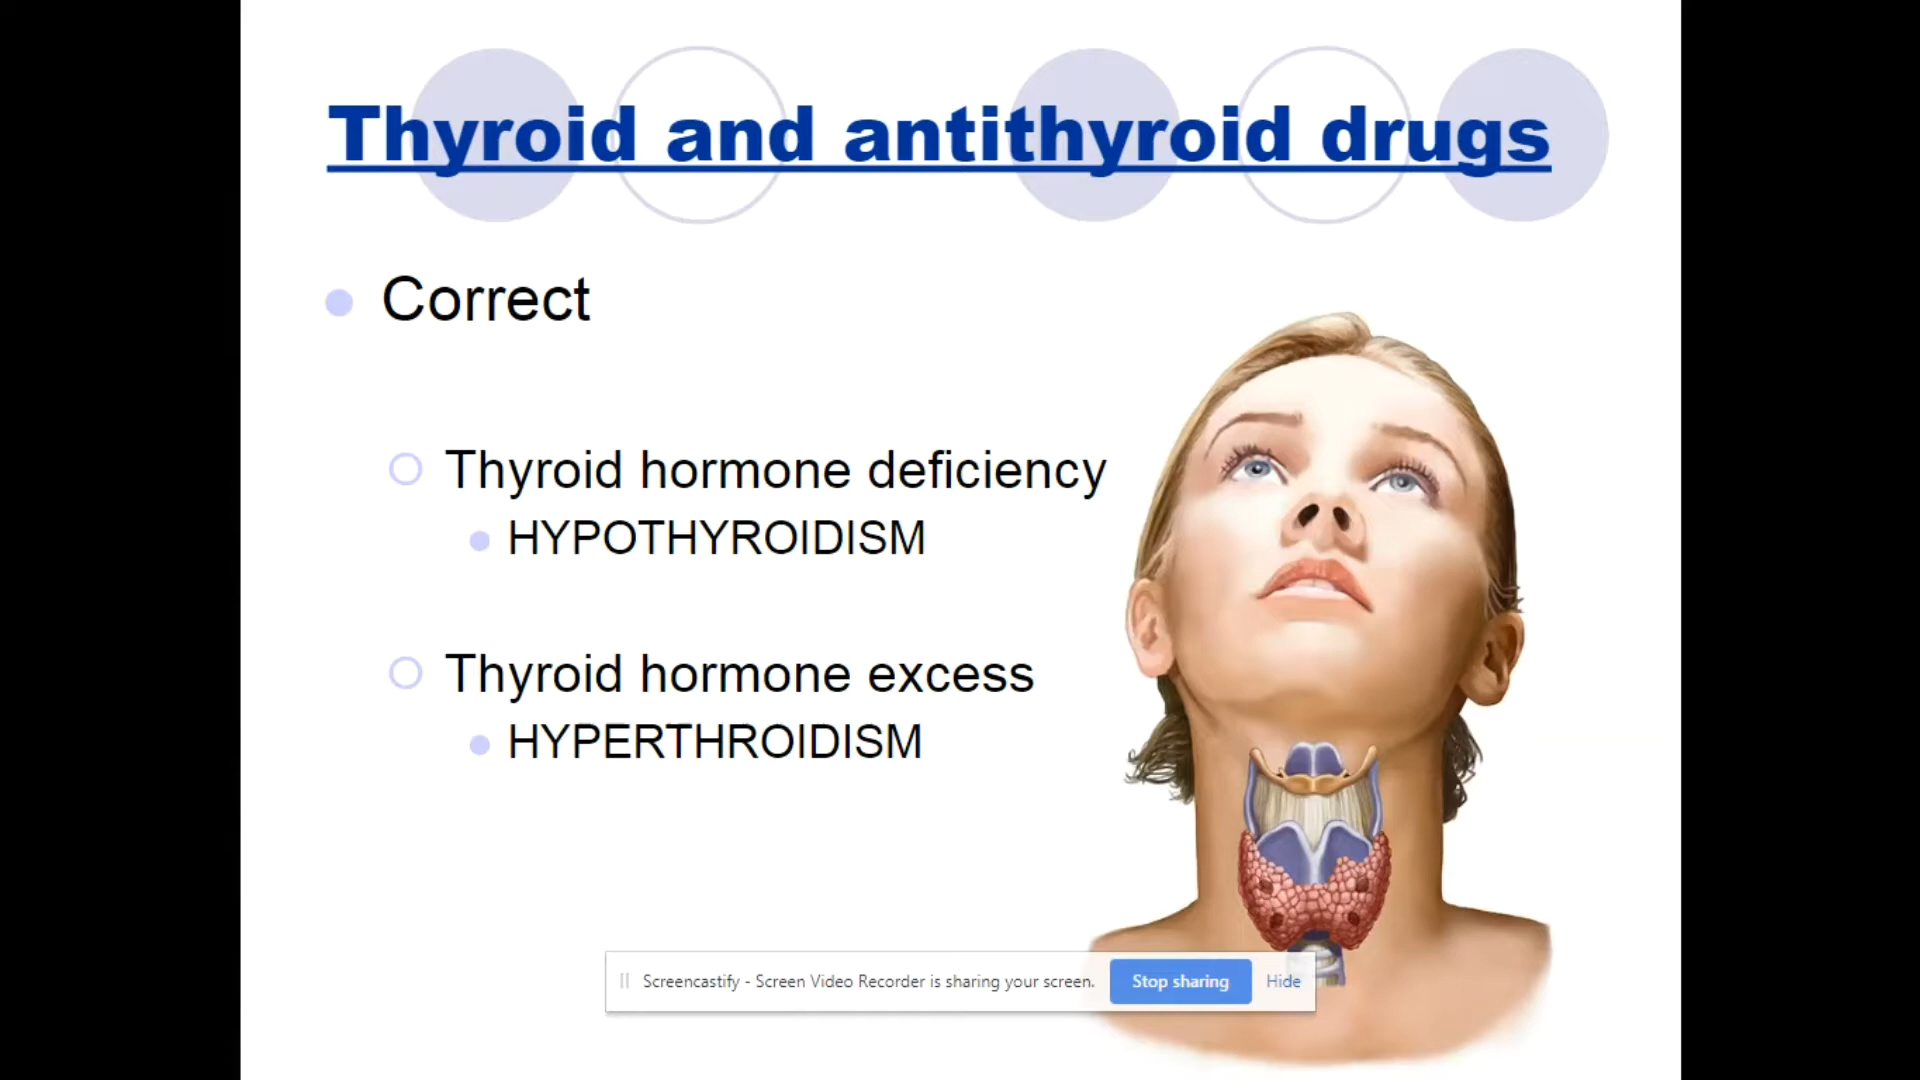 Thyroid and antithyroid drugs
Correct
Thyroid hormone deficiency
HYPOTHYROIDISM
Thyroid hormone excess
HYPERTHROIDISM
Screencastify - Screen Video Recorder is sharing your screen. Stop sharing Hide